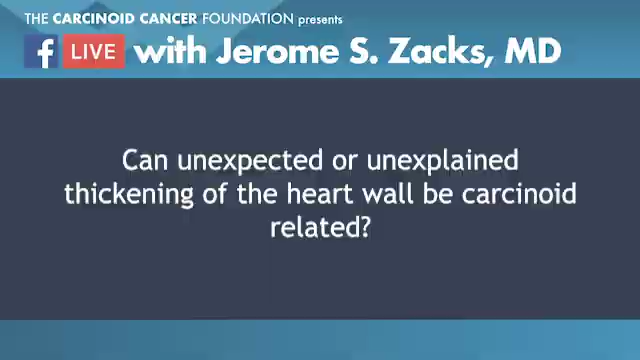 THE CARCINOID CANCER FOUNDATION presents
f LIVE with Jerome S. Zacks, MD
Can unexpected or unexplained
thickening of the heart wall be carcinoid
related?